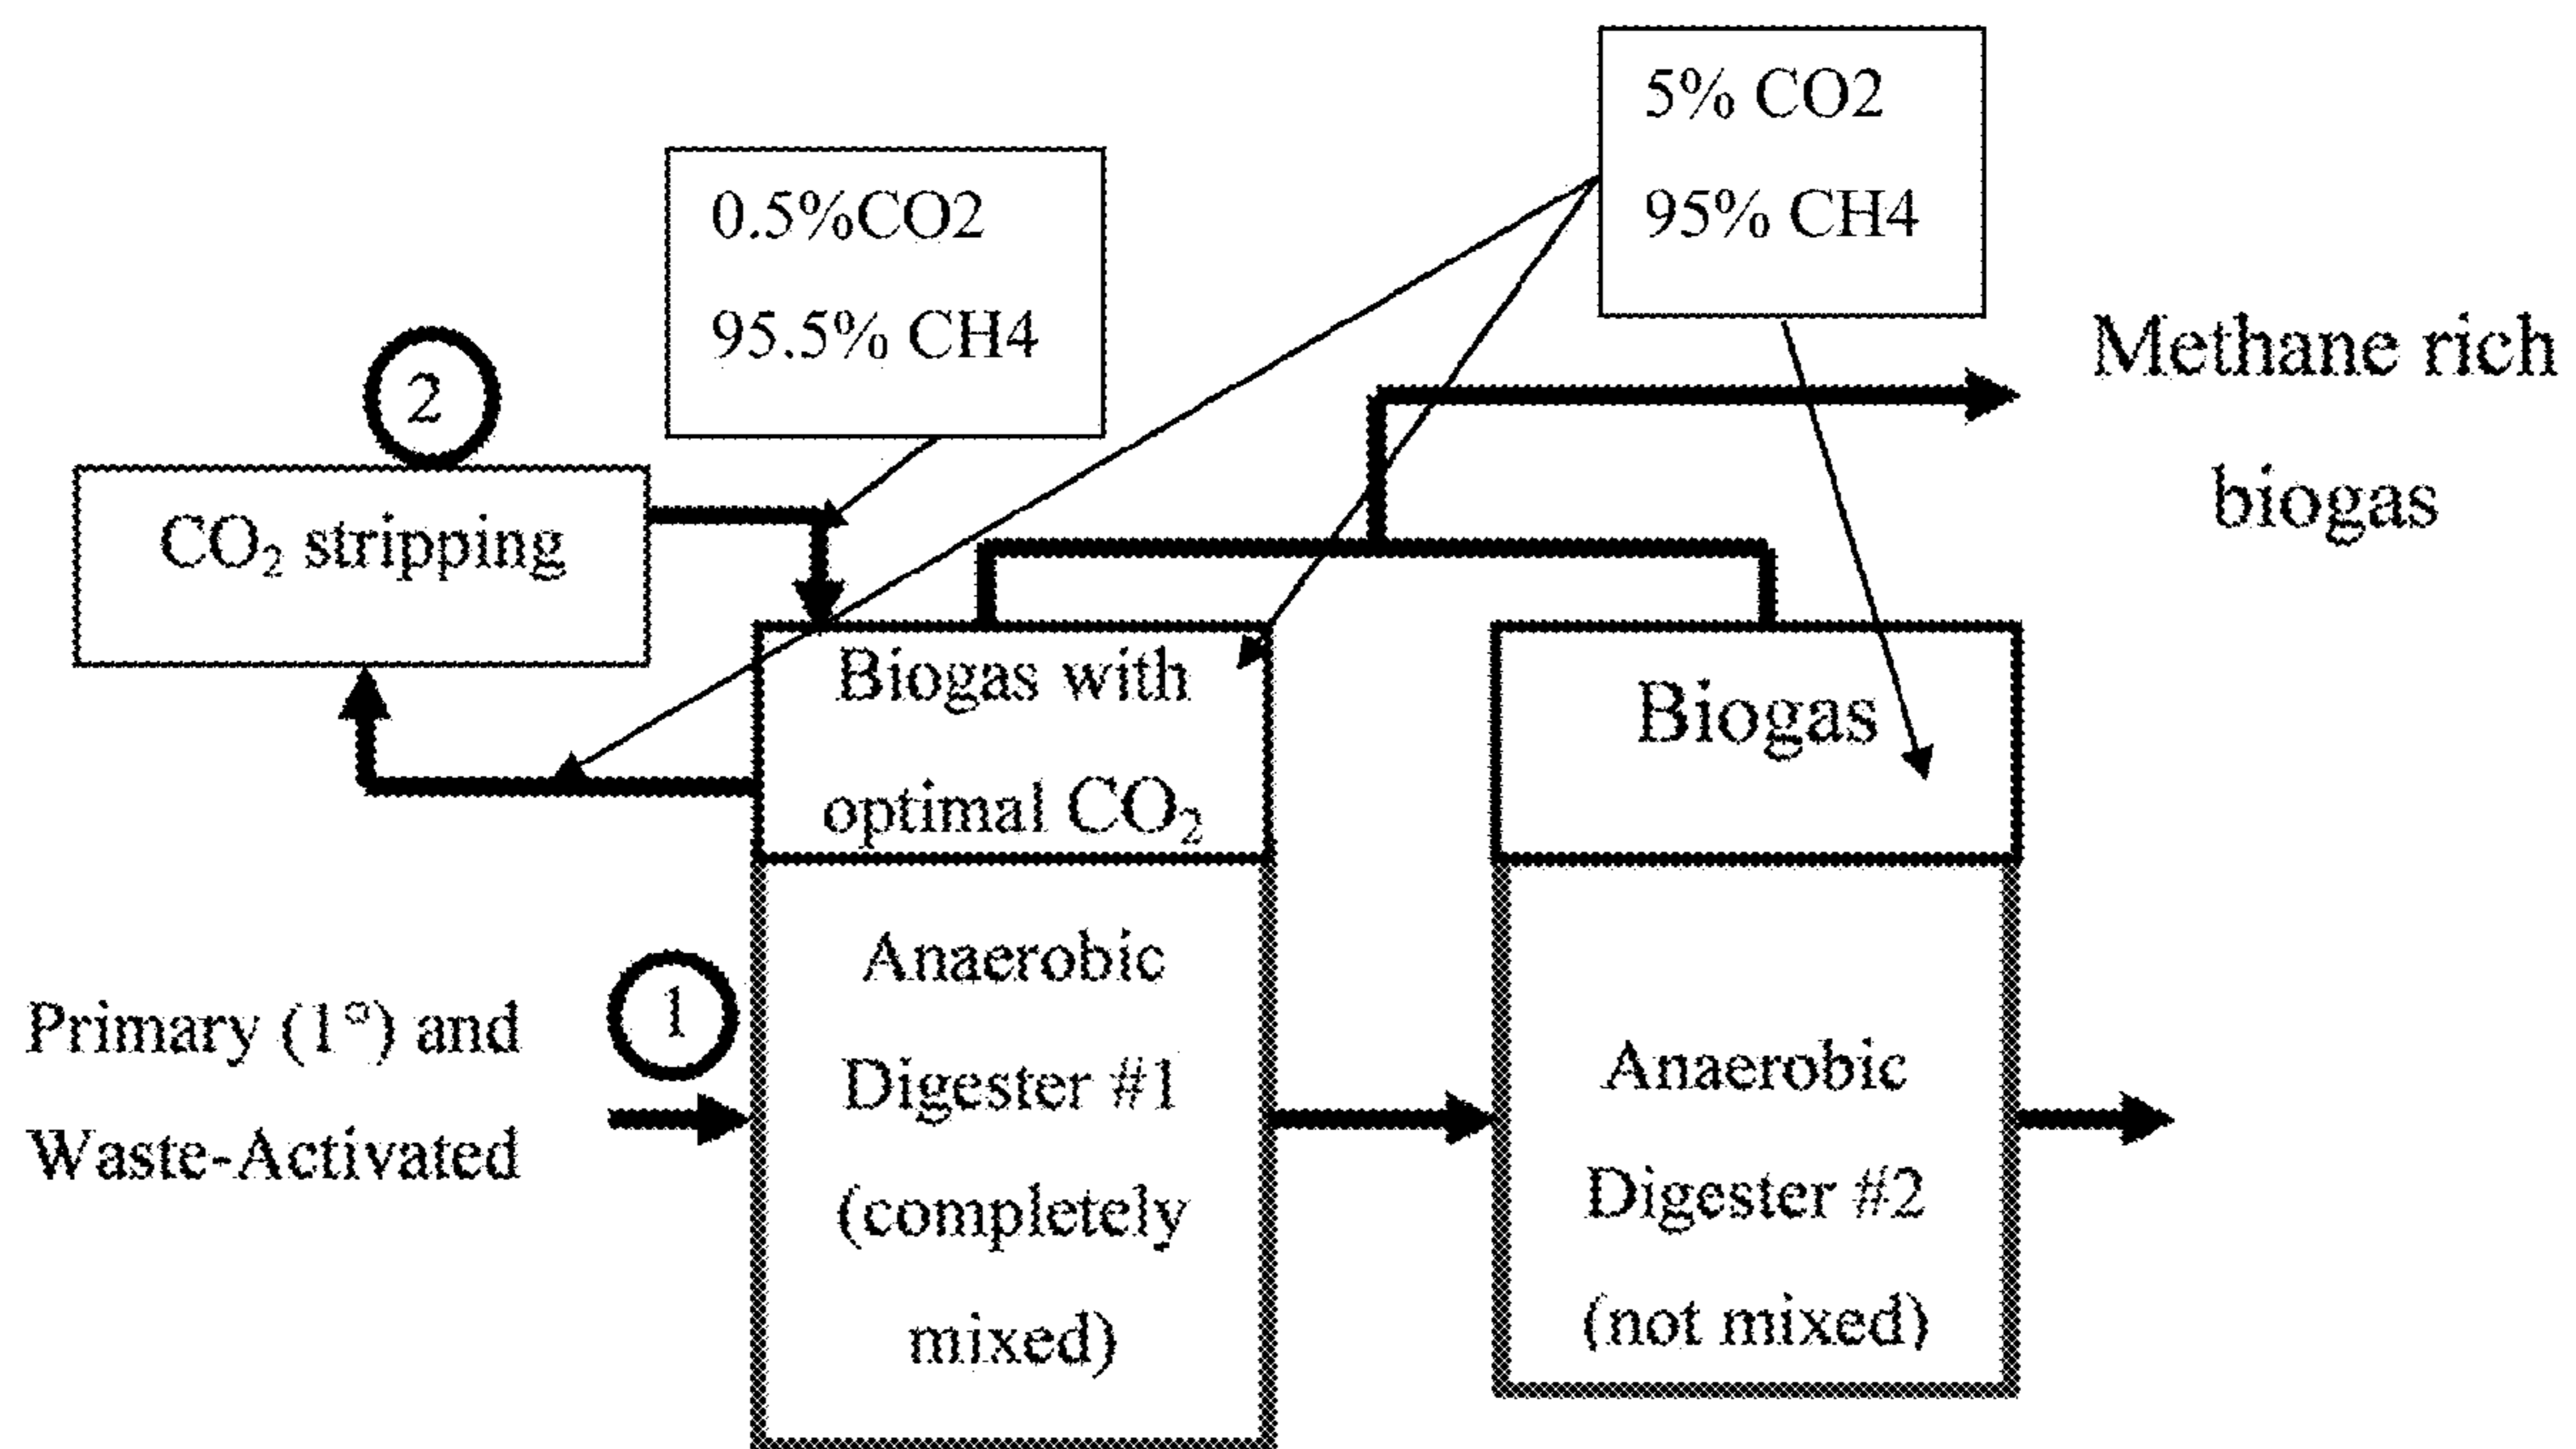 5% CO2
95% CH4
0.5%CO2
95.5% CH4
Methane rich
biogas
2
CO₂ stripping
Biogas with
optimal CO₂
Biogas
Primary (1°) and
Waste-Activated
1
Anaerobic
Digester #1
(completely
mixed)
Anaerobic
Digester #2
(not mixed)